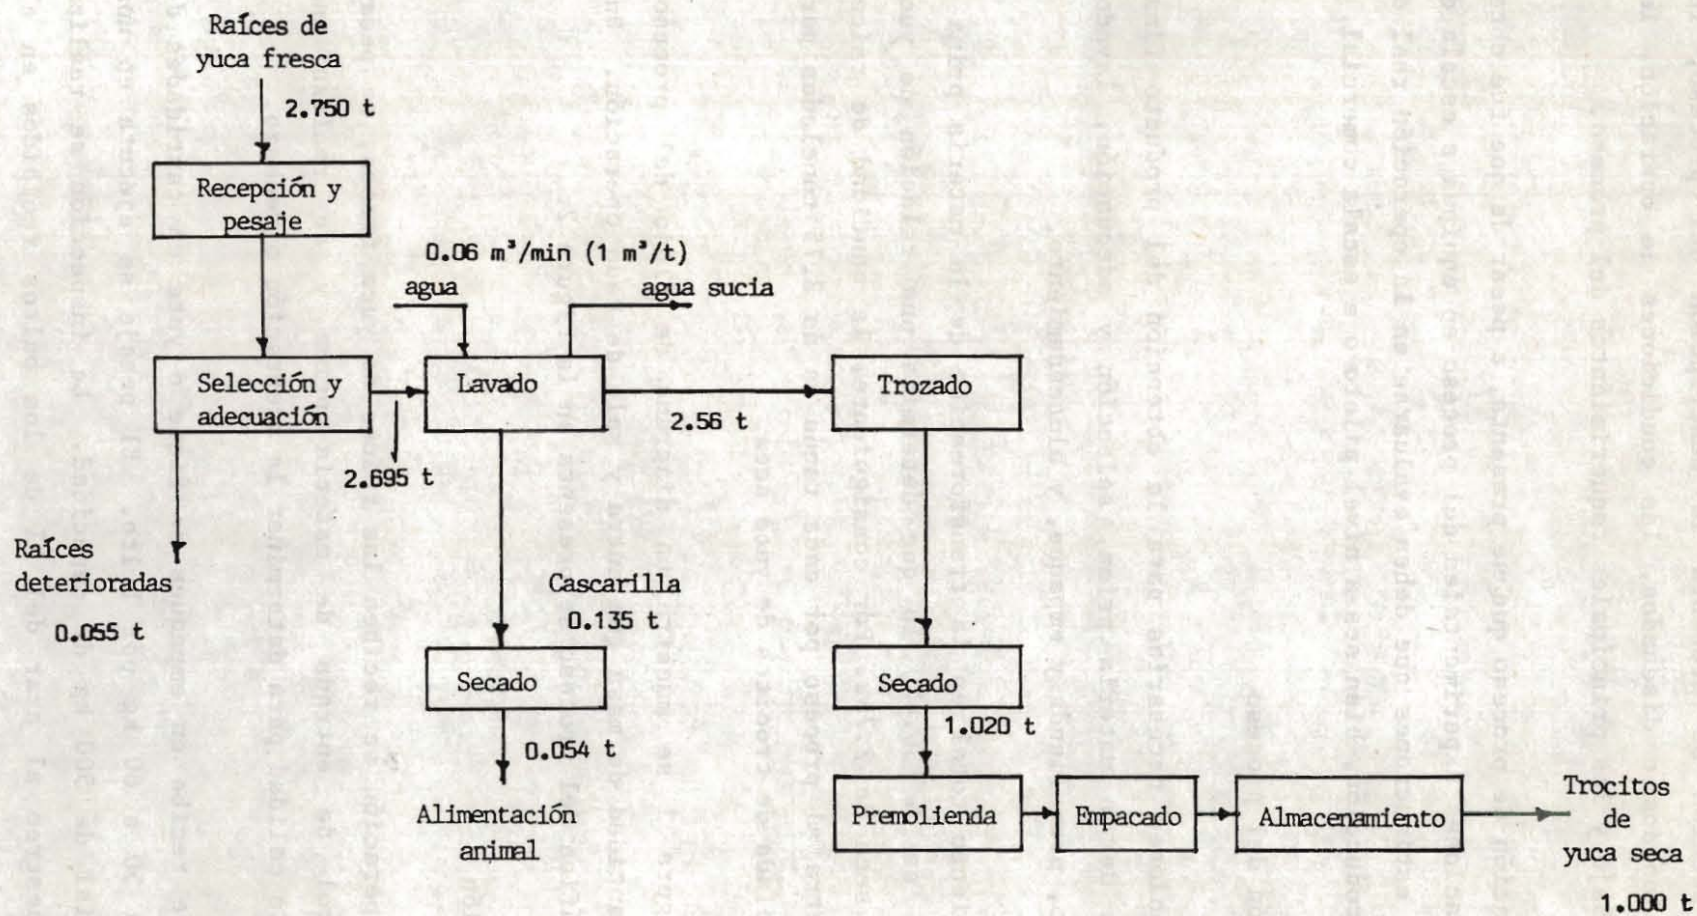 Raíces de
yuca fresca
2.750 t
Recepción y
pesaje
0.06 m³/min (1 m³/t)
agua
agua sucia
Selección y
adecuación
Lavado
Trozado
2.56 t
2.695 t
Raíces
deterioradas
0.055 t
Cascarilla
0.135 t
Secado
Secado
1.020 t
0.054 t
Alimentación
animal
Premolienda
Empacado
Almacenamiento
Trocitos
de
yuca seca
1.000 t